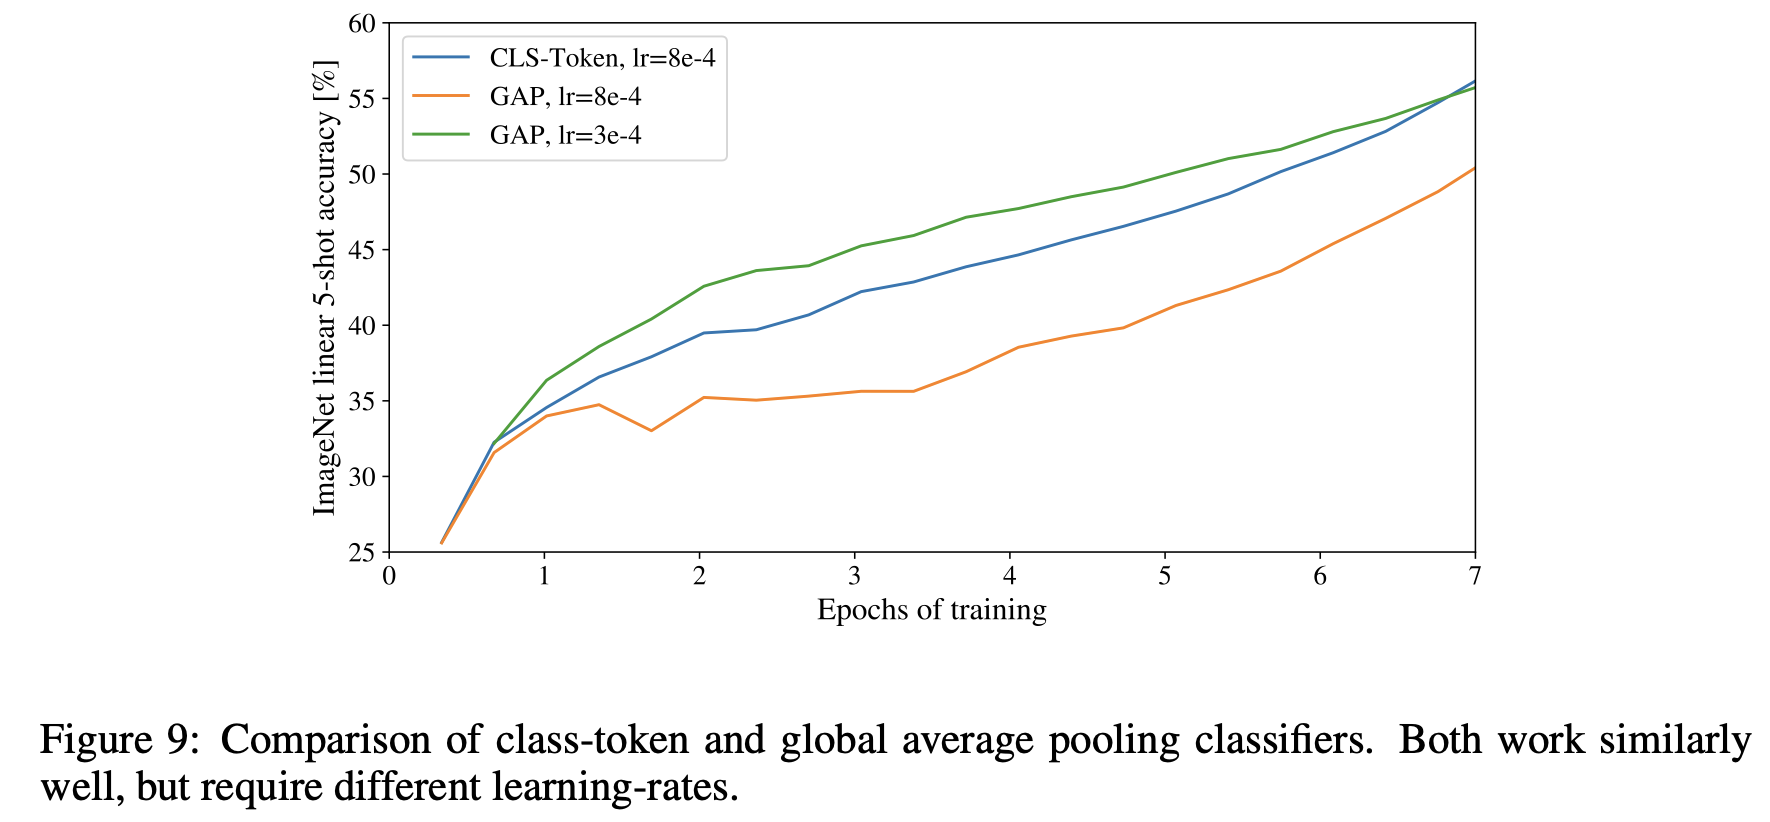 60
55
50
45
40
35
30
25
ImageNet linear 5-shot accuracy [%]
CLS-Token, lr=8e-4
GAP, lr=8e-4
GAP, lr=3e-4
0 1 2 3 4 5 6 7
Epochs of training
Figure 9: Comparison of class-token and global average pooling classifiers. Both work similarly
well, but require different learning-rates.